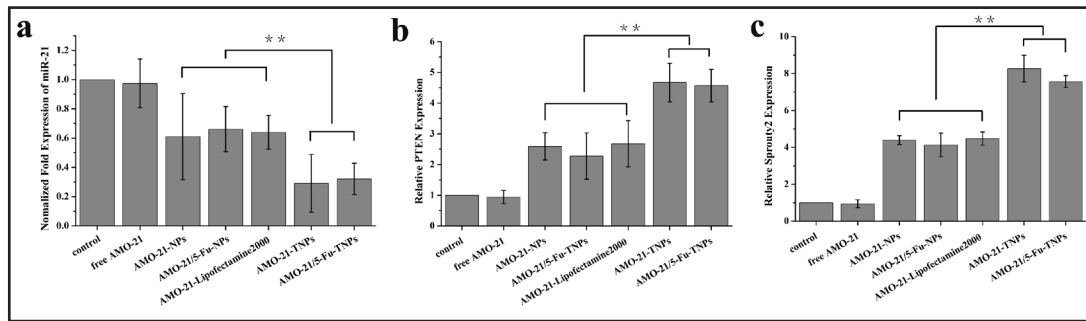 a
Nomalized Fold Expression of miR-21
1.2
1.0
0.8
0.6
0.4
0.2
0.0
* *
control
free AMO-21
AMO-21-NPs
AMO-21/5-Fu-NPs
AMO-21-Lipofectamine2000
AMO-21-TNPs
AMO-21/5-Fu-TNPs
b
Relative PTEN Expression
6
5
4
3
2
1
0
* *
control
free AMO-21
AMO-21-NPs
AMO-21/5-Fu-TNPs
AMO-21-Lipofectamine2000
AMO-21-TNPs
AMO-21/5-Fu-TNPs
c
Relative Sprouty2 Expression
10
8
6
4
2
0
* *
control
free AMO-21
AMO-21-NPs
AMO-21/5-Fu-NPs
AMO-21-Lipofectamine2000
AMO-21-TNPs
AMO-21/5-Fu-TNPs